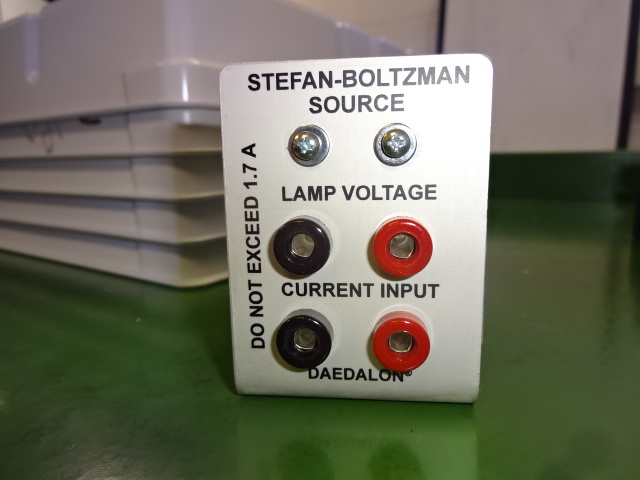 STEFAN-BOLTZMAN
SOURCE
DO NOT EXCEED 1.7 A
LAMP VOLTAGE
CURRENT INPUT
DAEDALON®